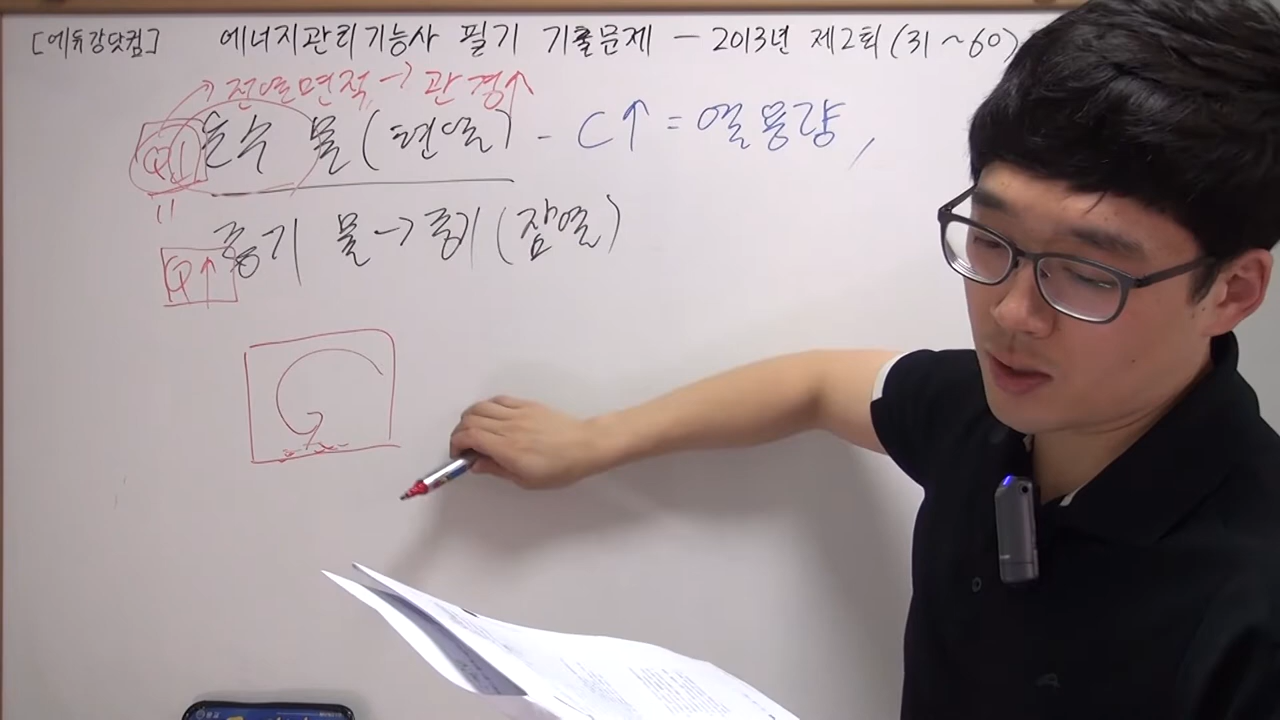 [에듀강닷컴] 에너지관리기능사 필기 기출문제 - 2013년 제2회(31~60)
→ 전열면적 → 관경↑
Q↓ 온수 물(현열) - C↑ = 열용량,
Q↑ 증기 물→증기(잠열)